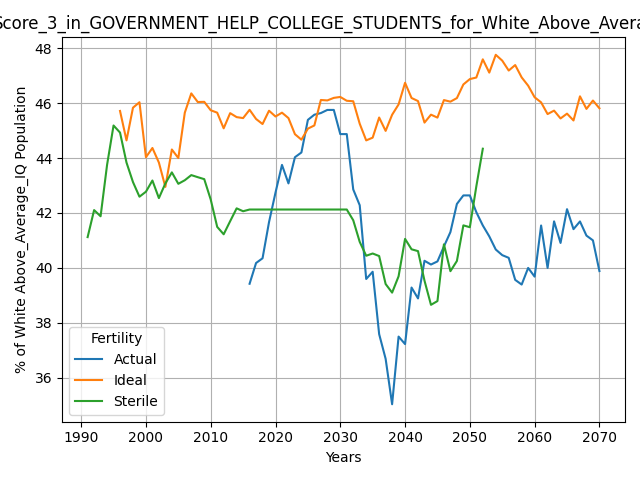 Score_3_in_GOVERNMENT_HELP_COLLEGE_STUDENTS_for_White_Above_Avera
48
46
44
42
40
38
36
% of White Above_Average_IQ Population
Fertility
Actual
Ideal
Sterile
1990 2000 2010 2020 2030 2040 2050 2060 2070
Years